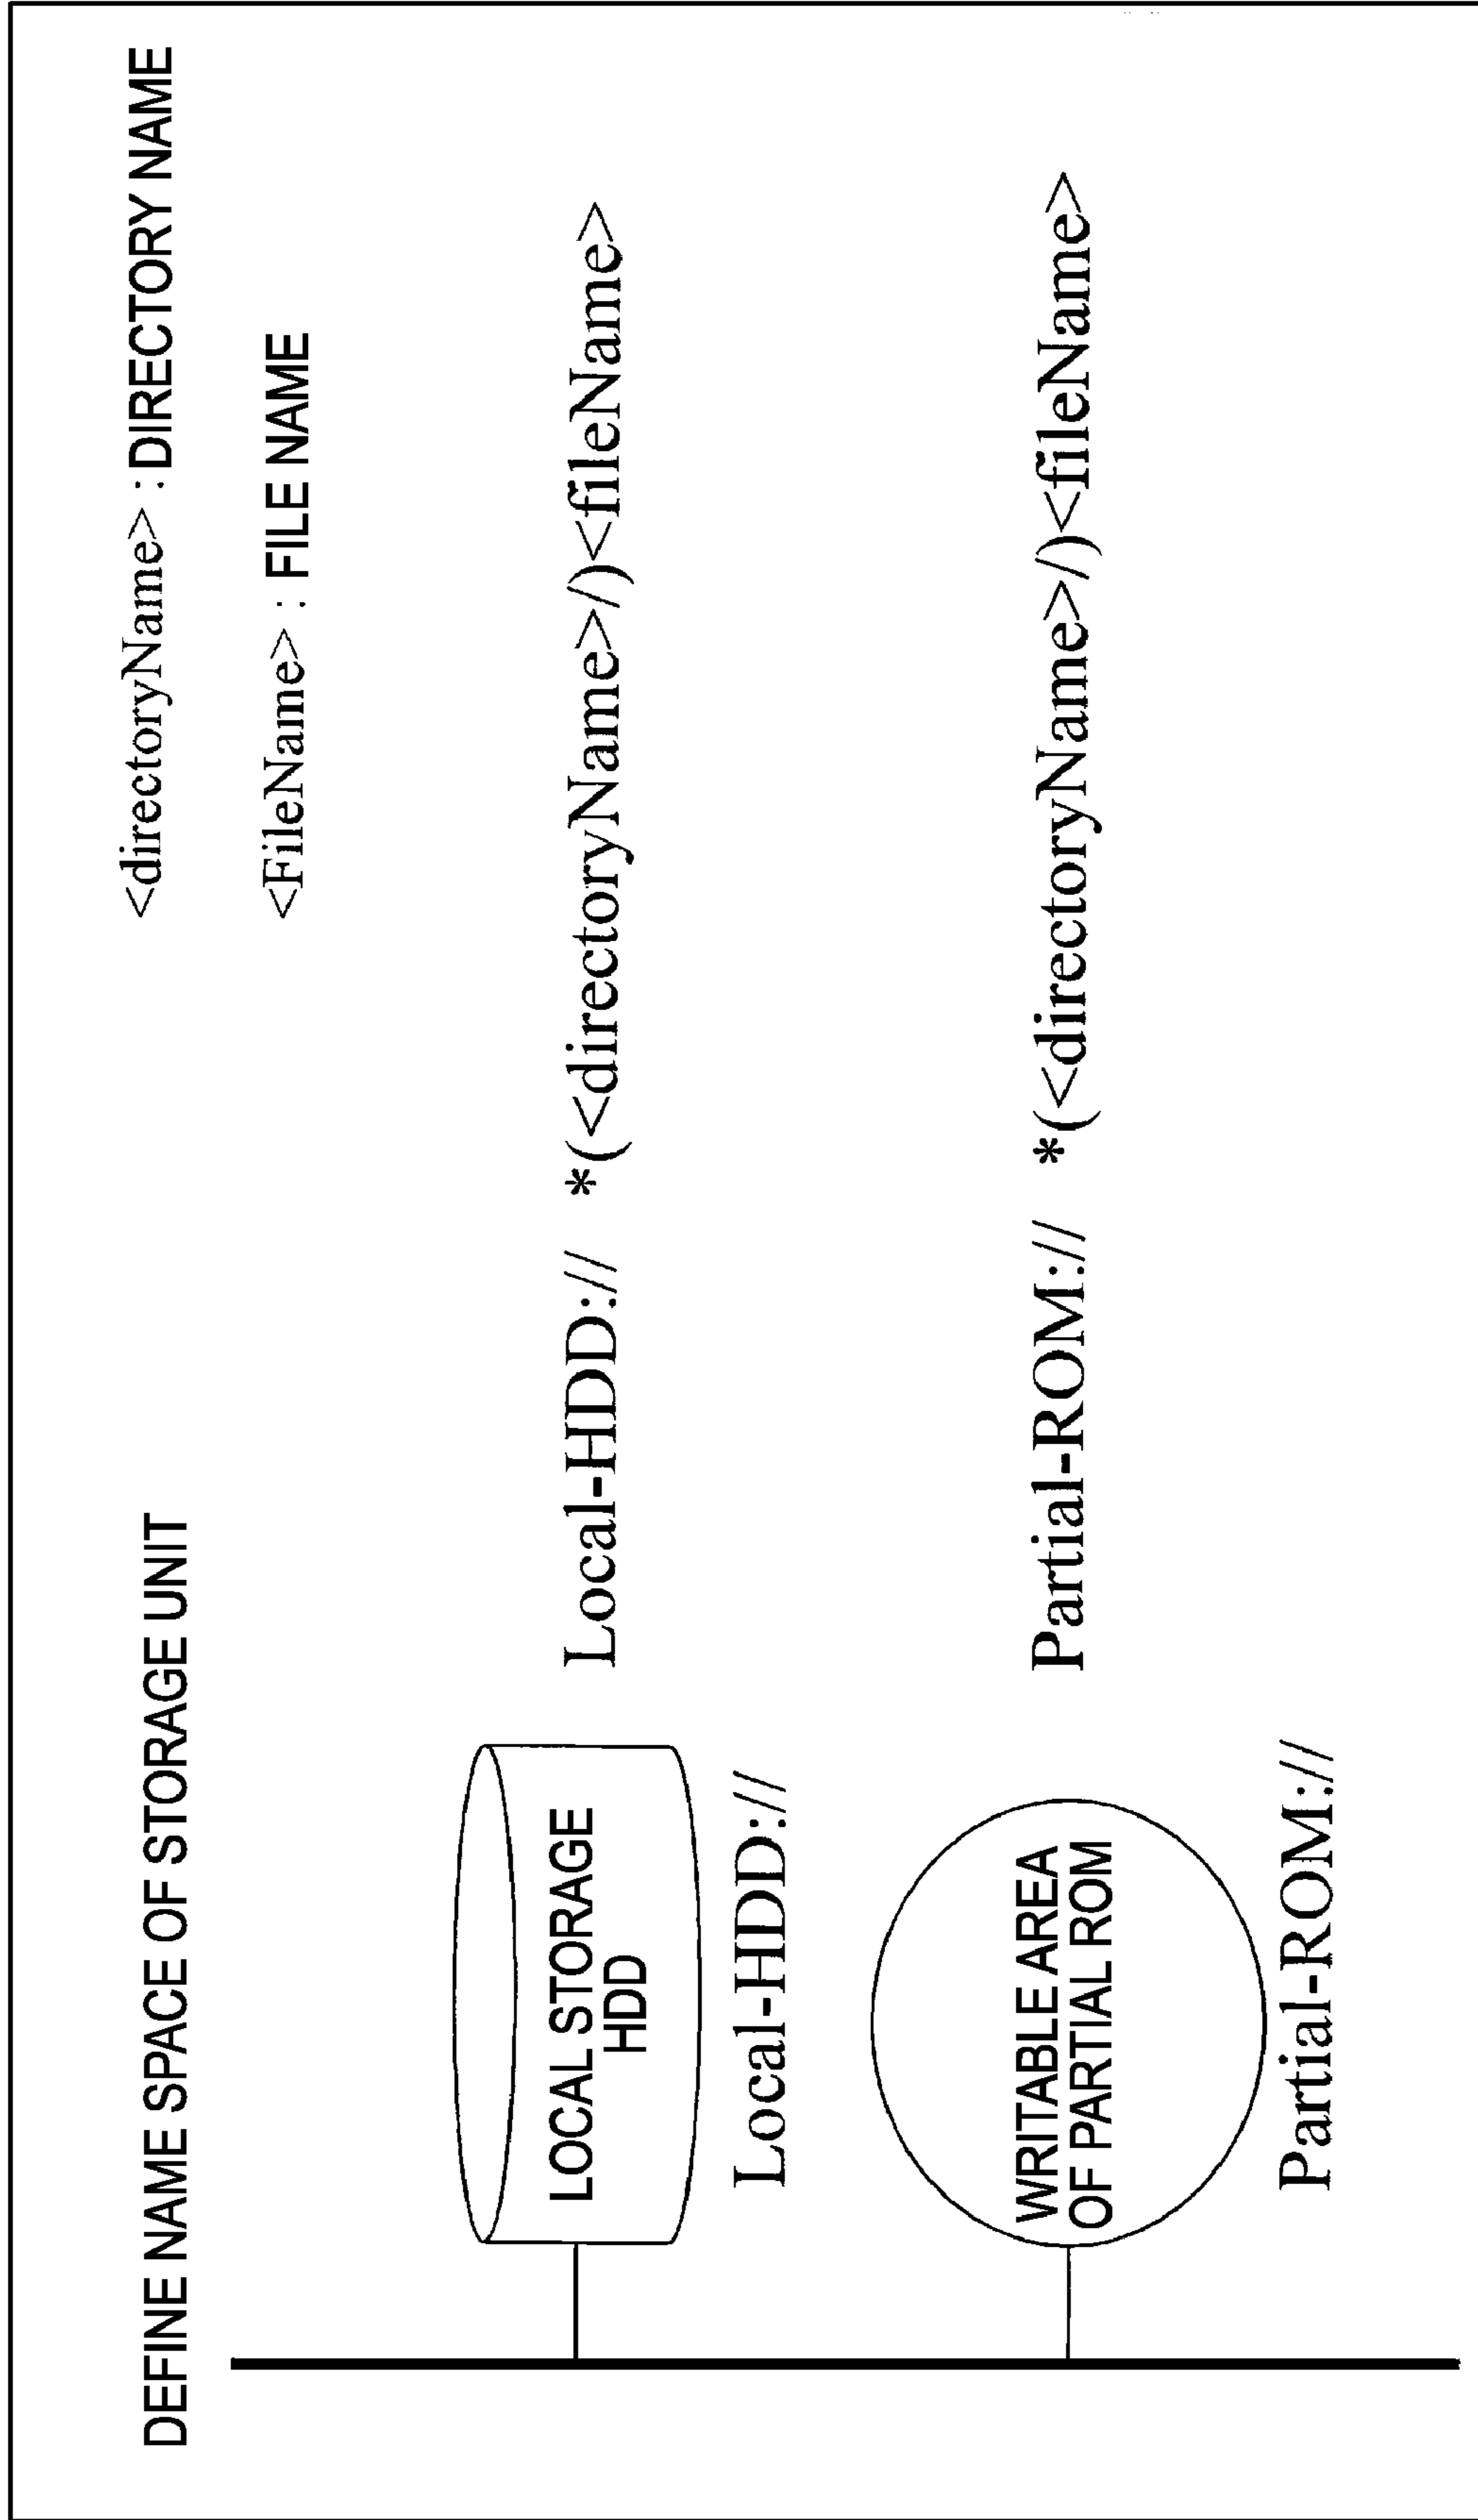 DEFINE NAME SPACE OF STORAGE UNIT
<directoryName> : DIRECTORY NAME
<FileName> : FILE NAME
LOCAL STORAGE
HDD
Local-HDD:// *(<directoryName>/)<fileName>
Local-HDD://
WRITABLE AREA
OF PARTIAL ROM
Partial-ROM:// *(<directoryName>/)<fileName>
Partial-ROM://